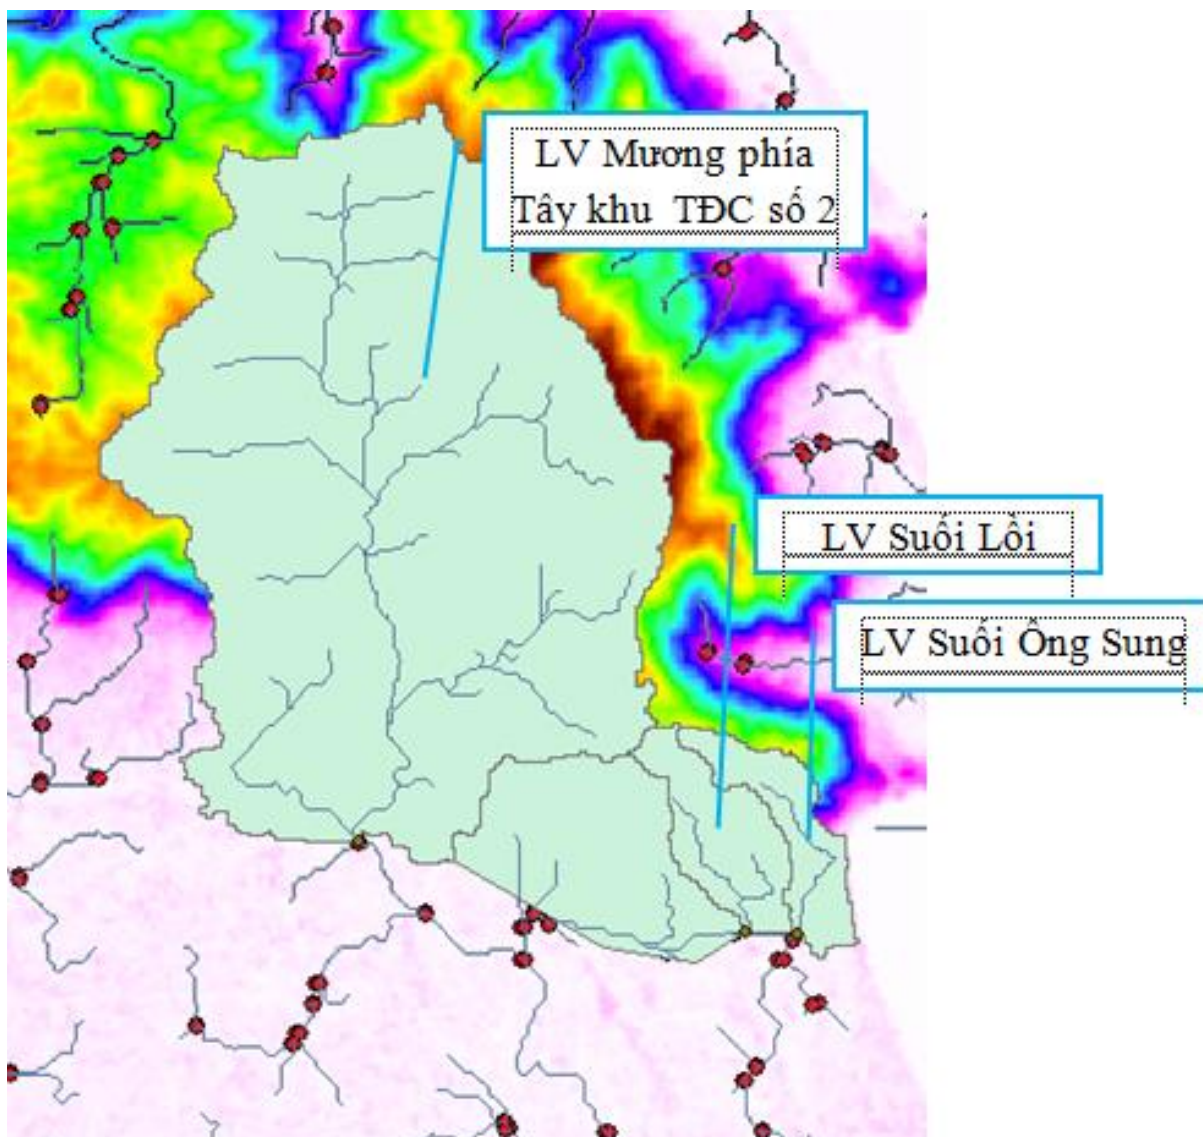 LV Mương phía
Tây khu TĐC số 2
LV Suối Lồi
LV Suối Ông Sung